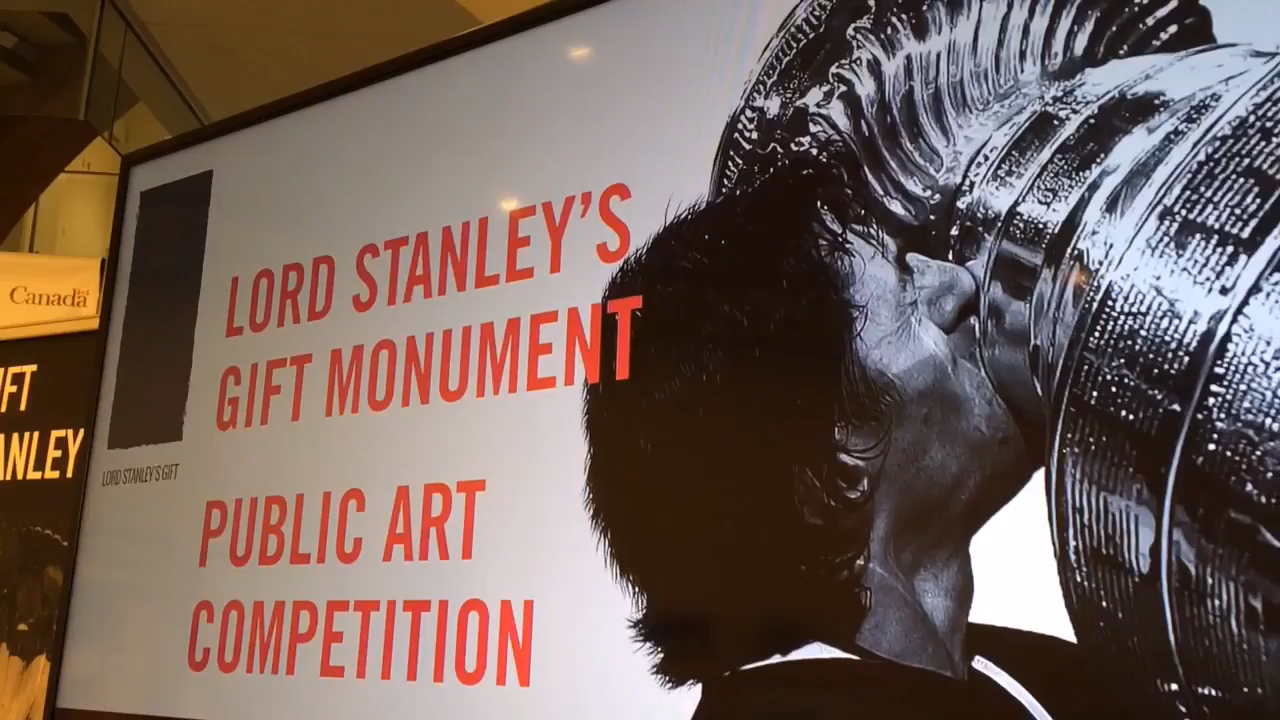 LORD STANLEY'S
GIFT MONUMENT
PUBLIC ART
COMPETITION
LORD STANLEY'S GIFT
Canada
IFT
ANLEY